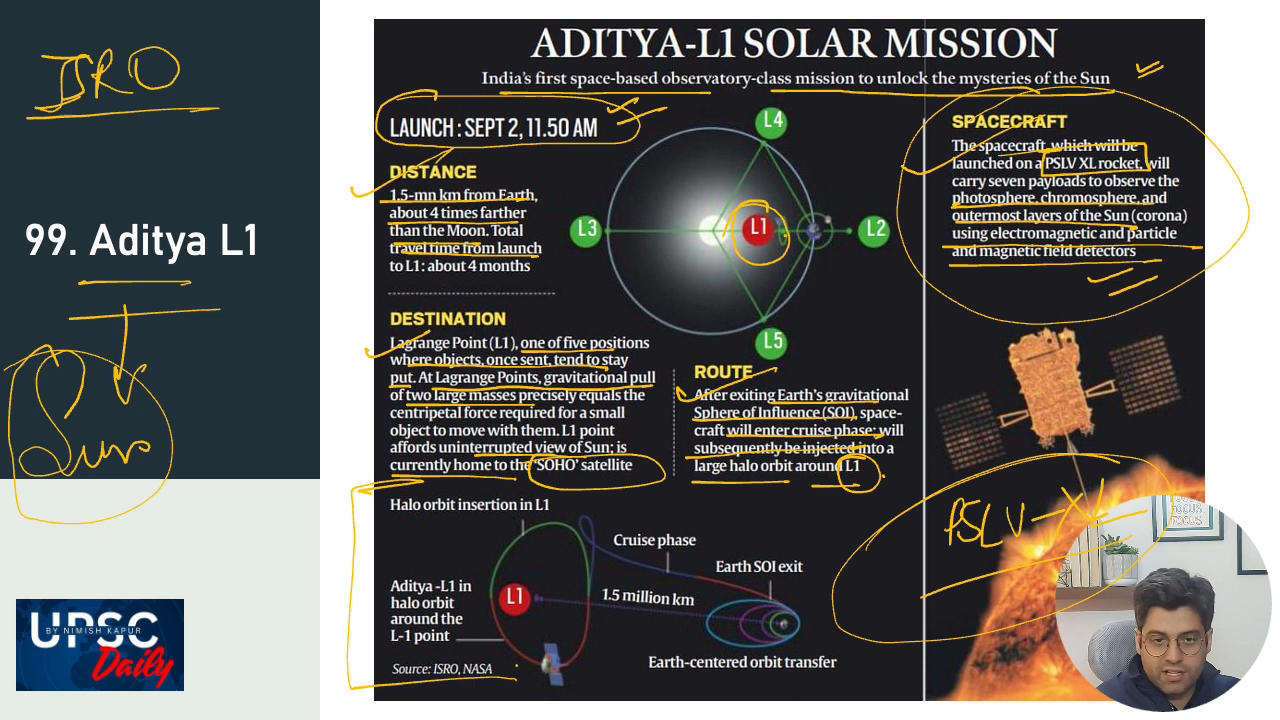 ISRO
99. Aditya L1
Sun
UPSC
BY NIMISH KAPUR
Daily
ADITYA-L1 SOLAR MISSION
India's first space-based observatory-class mission to unlock the mysteries of the Sun
LAUNCH : SEPT 2, 11.50 AM
DISTANCE
1.5-mn km from Earth,
about 4 times farther
than the Moon. Total
travel time from launch
to L1: about 4 months
DESTINATION
Lagrange Point (L1), one of five positions
where objects, once sent, tend to stay
put. At Lagrange Points, gravitational pull
of two large masses precisely equals the
centripetal force required for a small
object to move with them. L1 point
affords uninterrupted view of Sun; is
currently home to the 'SOHO' satellite
L4
L3
L1
L2
L5
ROUTE
After exiting Earth's gravitational
Sphere of Influence (SOI), space-
craft will enter cruise phase; will
subsequently be injected into a
large halo orbit around L1
SPACECRAFT
The spacecraft, which will be
launched on a PSLV XL rocket, will
carry seven payloads to observe the
photosphere, chromosphere, and
outermost layers of the Sun (corona)
using electromagnetic and particle
and magnetic field detectors
PSLV-XL
Halo orbit insertion in L1
Cruise phase
Earth SOI exit
L1
1.5 million km
Aditya -L1 in
halo orbit
around the
L-1 point
Earth-centered orbit transfer
Source: ISRO, NASA
FOCUS
FOCUS